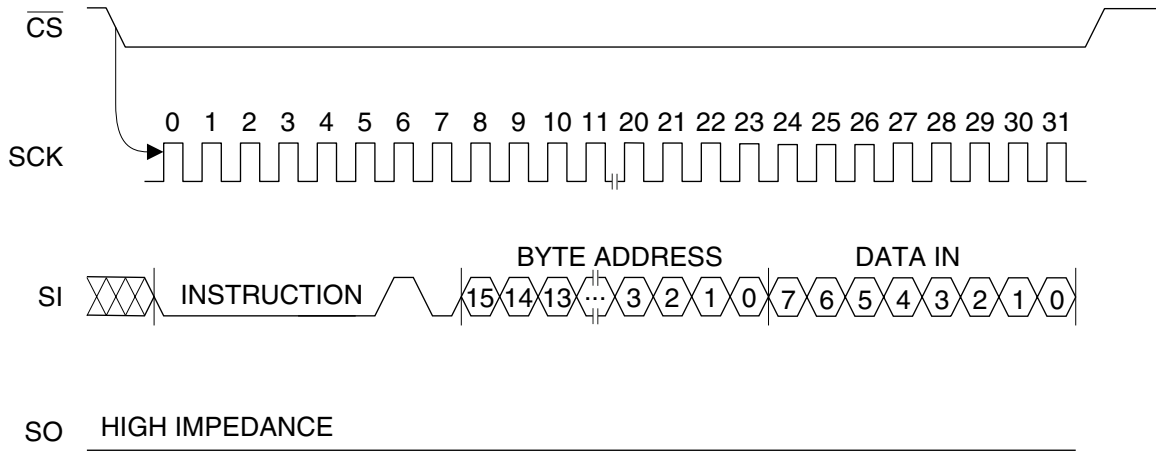 CS
0 1 2 3 4 5 6 7 8 9 10 11 20 21 22 23 24 25 26 27 28 29 30 31
SCK
BYTE ADDRESS DATA IN
SI INSTRUCTION 15 14 13 ... 3 2 1 0 7 6 5 4 3 2 1 0
SO HIGH IMPEDANCE